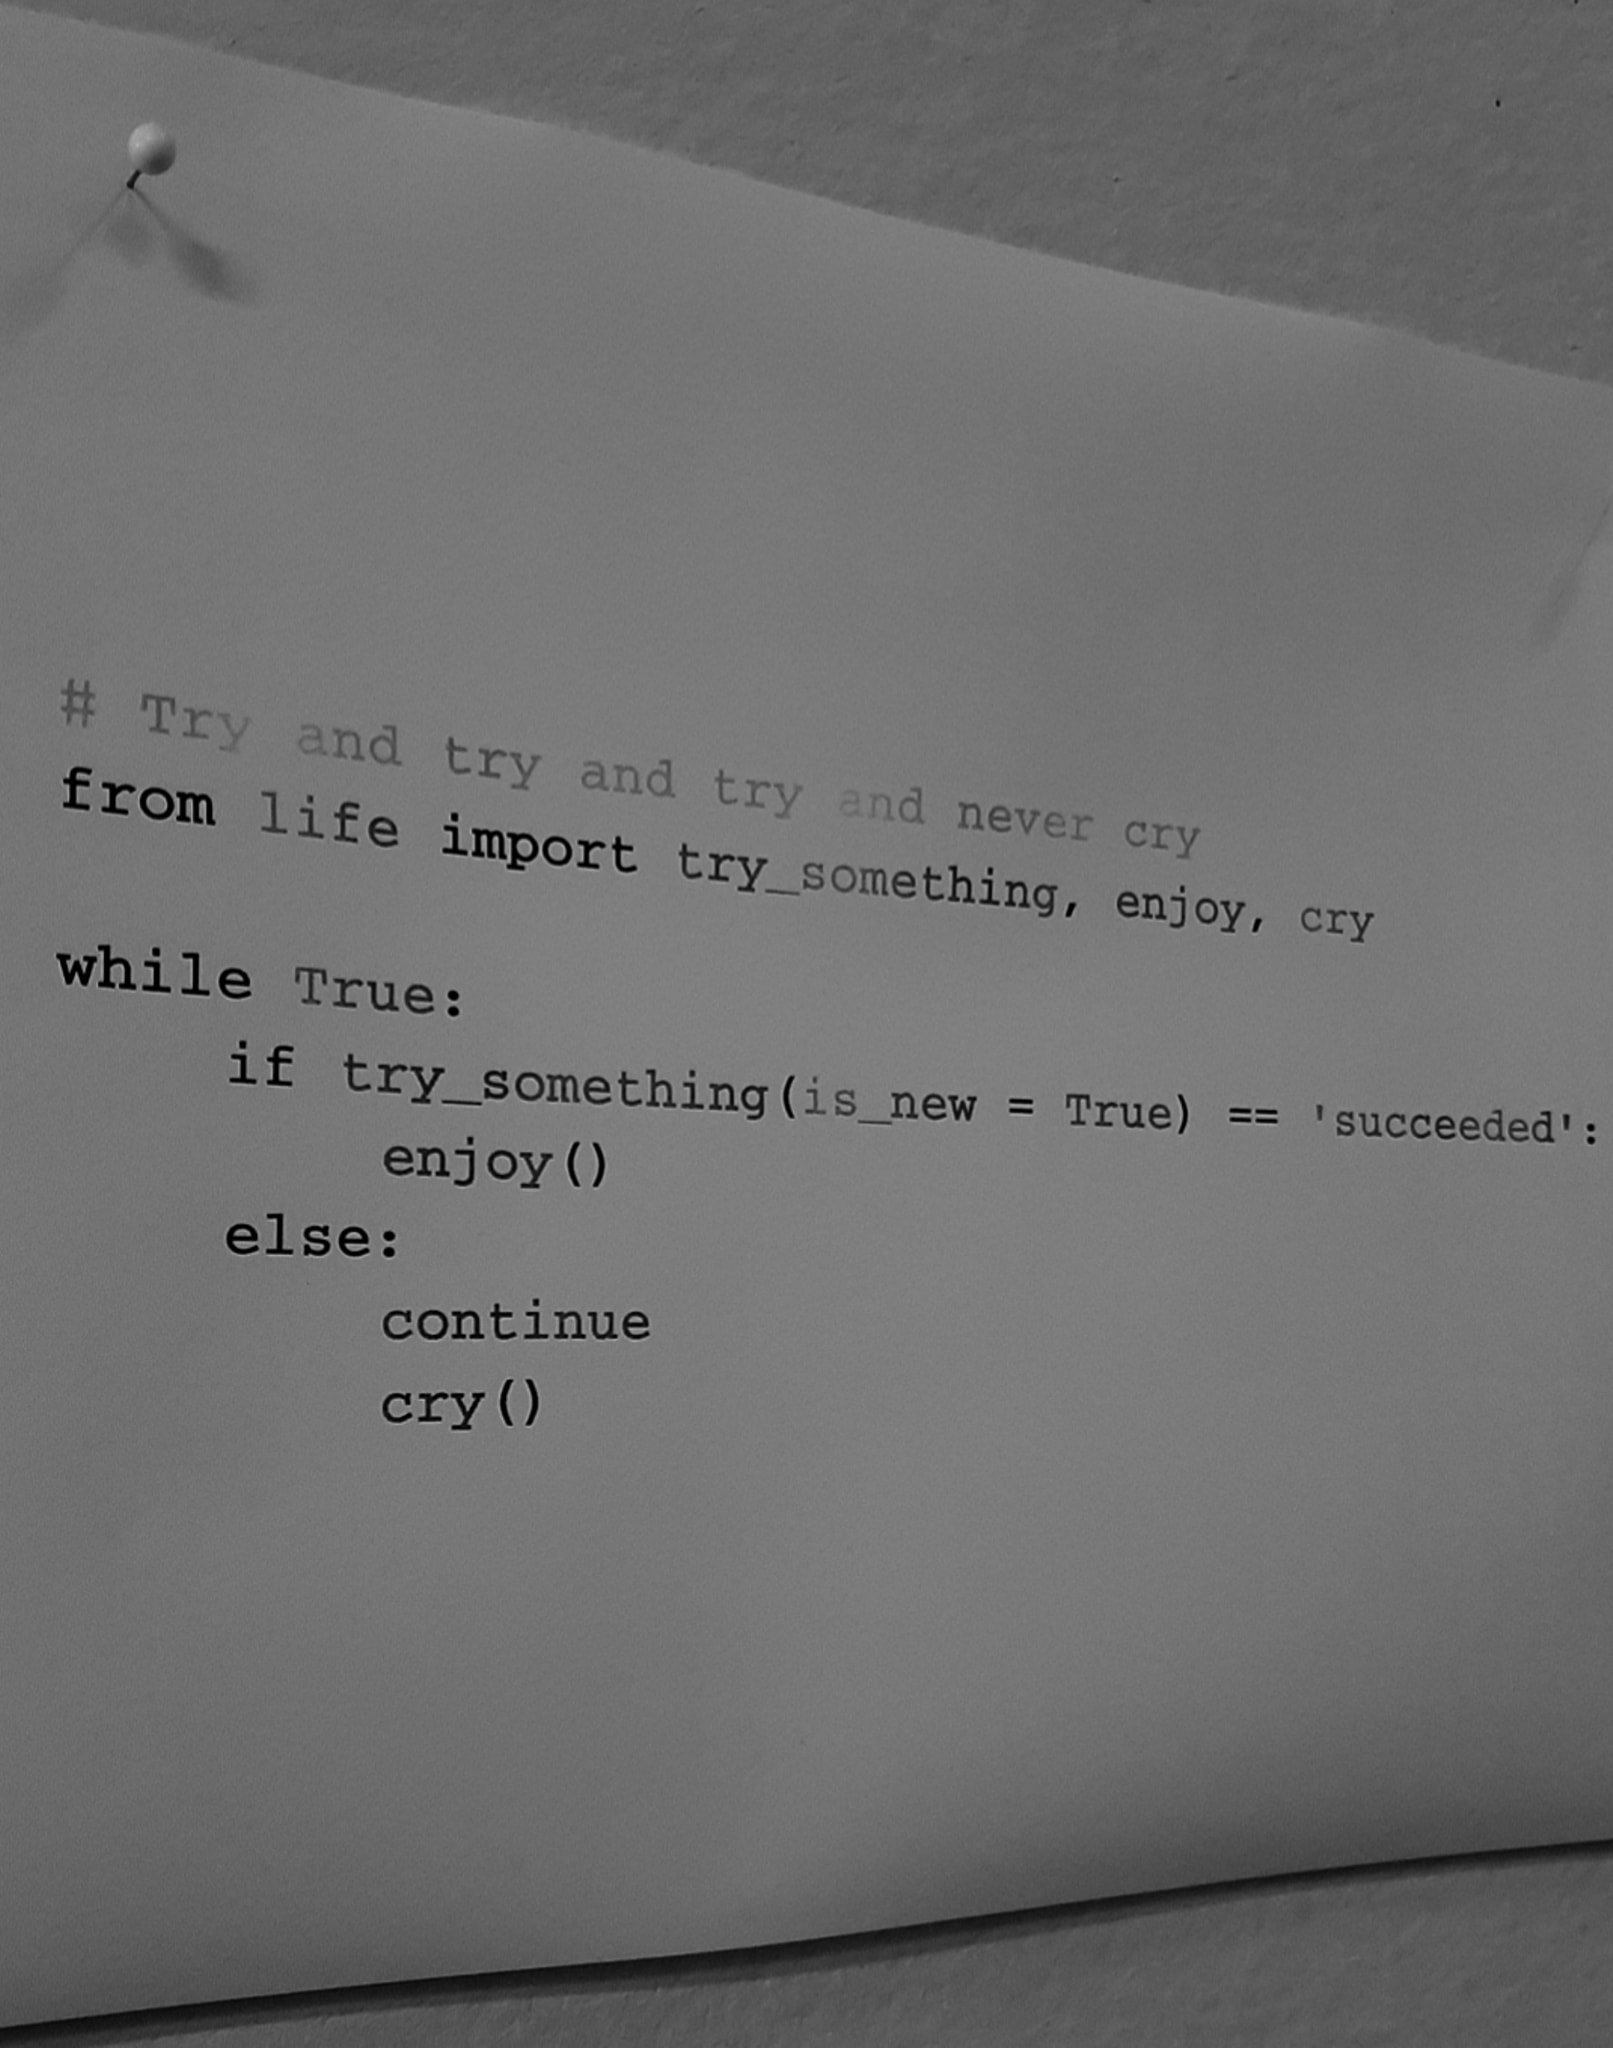 # Try and try and try and never cry
from life import try_something, enjoy, cry
while True:
if try_something(is_new = True) == 'succeeded':
enjoy()
else:
continue
cry()